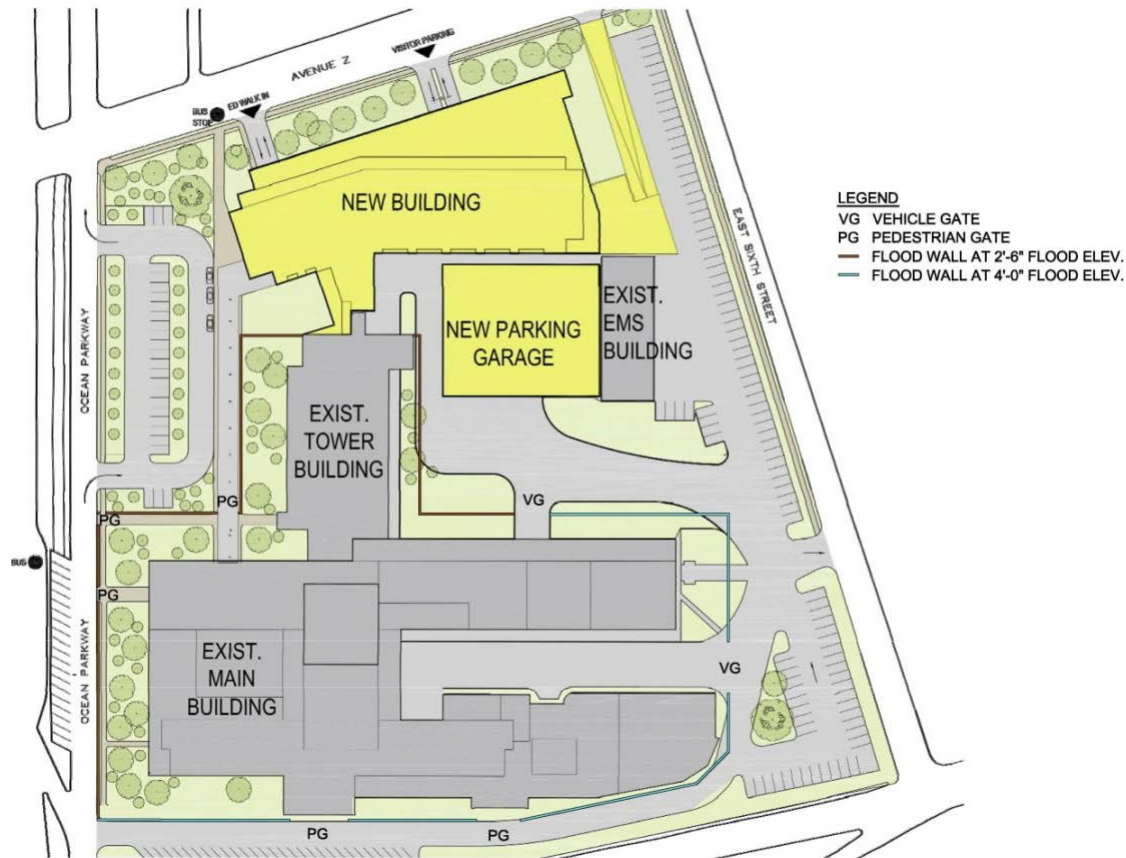 VISITOR PARKING
AVENUE Z
BUS
STOP
ED WALK IN
NEW BUILDING
LEGEND
VG VEHICLE GATE
PG PEDESTRIAN GATE
FLOOD WALL AT 2'-6" FLOOD ELEV.
FLOOD WALL AT 4'-0" FLOOD ELEV.
EAST SIXTH STREET
OCEAN PARKWAY
NEW PARKING
GARAGE
EXIST.
EMS
BUILDING
EXIST.
TOWER
BUILDING
PG
VG
PG
BUS
PG
OCEAN PARKWAY
EXIST.
MAIN
BUILDING
VG
PG
PG